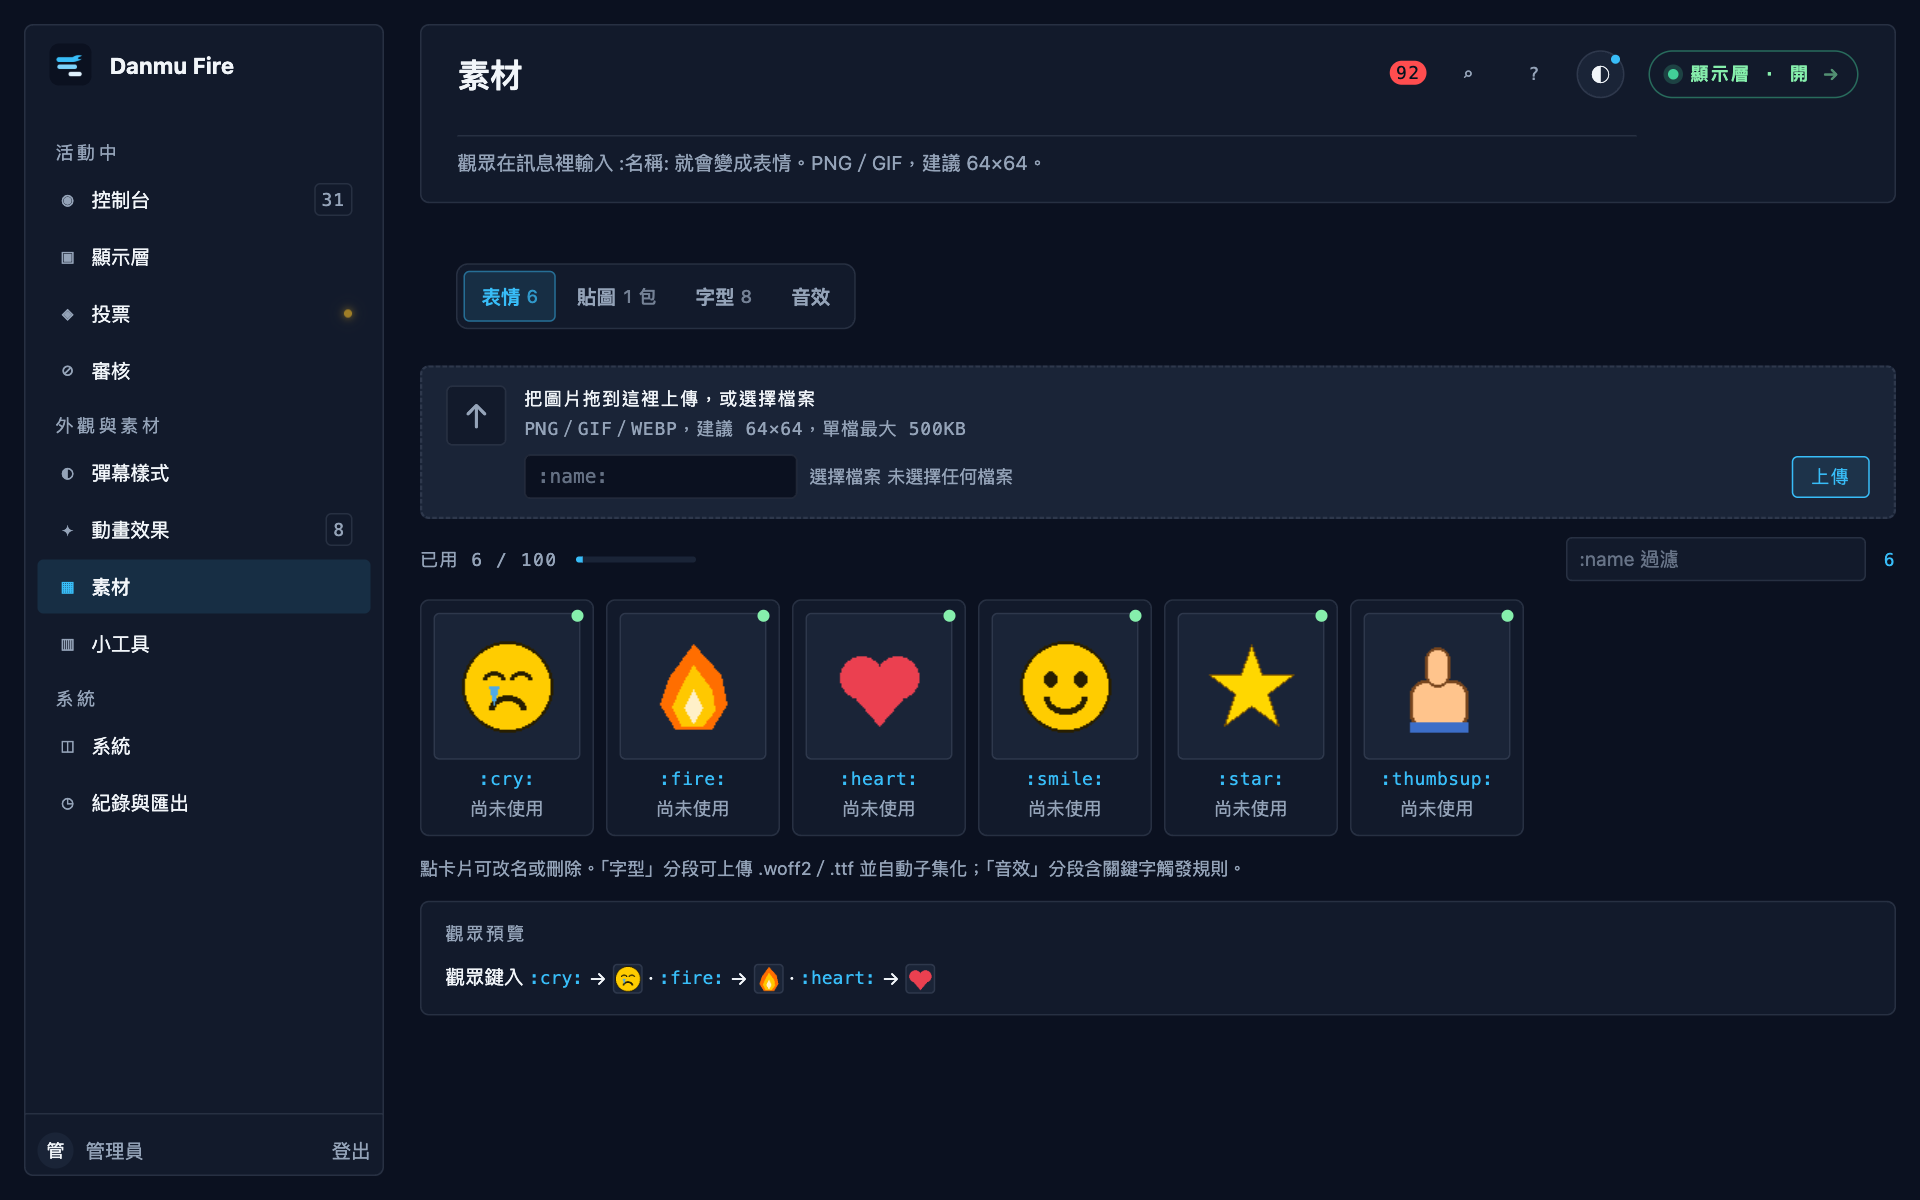 Danmu Fire
活動中
控制台 31
顯示層
投票
審核
外觀與素材
彈幕樣式
動畫效果 8
素材
小工具
系統
系統
紀錄與匯出
管 管理員 登出
素材
92 ? 顯示層 · 開 →
觀眾在訊息裡輸入 :名稱: 就會變成表情。PNG / GIF，建議 64×64。
表情 6 貼圖 1 包 字型 8 音效
把圖片拖到這裡上傳，或選擇檔案
PNG / GIF / WEBP，建議 64×64，單檔最大 500KB
:name: 選擇檔案 未選擇任何檔案 上傳
已用 6 / 100 :name 過濾 6
:cry: :fire: :heart: :smile: :star: :thumbsup:
尚未使用 尚未使用 尚未使用 尚未使用 尚未使用 尚未使用
點卡片可改名或刪除。「字型」分段可上傳 .woff2 / .ttf 並自動子集化；「音效」分段含關鍵字觸發規則。
觀眾預覽
觀眾鍵入 :cry: → · :fire: → · :heart: →